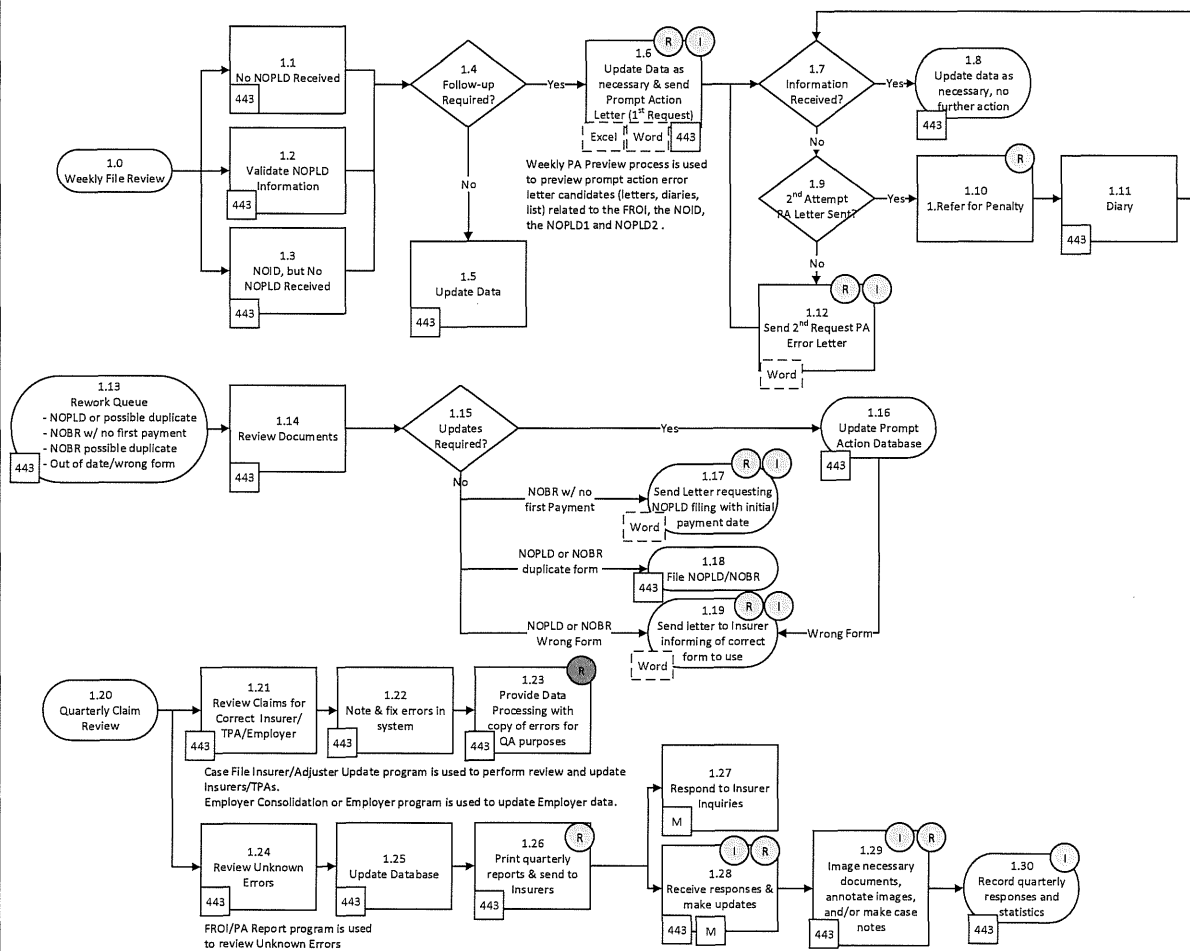 1.0
Weekly File Review
1.1
No NOPLD Received
443
1.2
Validate NOPLD
Information
443
1.3
NOID, but No
NOPLD Received
443
1.4
Follow-up
Required?
Yes
No
1.5
Update Data
443
R
I
1.6
Update Data as
necessary & send
Prompt Action
Letter (1st Request)
Excel
Word
443
Weekly PA Preview process is used
to preview prompt action error
letter candidates (letters, diaries,
list) related to the FROI, the NOID,
the NOPLD1 and NOPLD2 .
1.7
Information
Received?
Yes
No
1.8
Update data as
necessary, no
further action
443
1.9
2nd Attempt
PA Letter Sent?
Yes
No
R
1.10
1.Refer for Penalty
1.11
Diary
443
R
I
1.12
Send 2nd Request PA
Error Letter
Word
1.13
Rework Queue
- NOPLD or possible duplicate
- NOBR w/ no first payment
- NOBR possible duplicate
- Out of date/wrong form
443
1.14
Review Documents
443
1.15
Updates
Required?
Yes
No
1.16
Update Prompt
Action Database
443
NOBR w/ no
first Payment
R
I
1.17
Send Letter requesting
NOPLD filing with initial
payment date
Word
NOPLD or NOBR
duplicate form
1.18
File NOPLD/NOBR
443
NOPLD or NOBR
Wrong Form
R
I
1.19
Send letter to Insurer
informing of correct
form to use
Word
Wrong Form
1.20
Quarterly Claim
Review
1.21
Review Claims for
Correct Insurer/
TPA/Employer
443
1.22
Note & fix errors in
system
443
R
1.23
Provide Data
Processing with
copy of errors for
QA purposes
443
Case File Insurer/Adjuster Update program is used to perform review and update
Insurers/TPAs.
Employer Consolidation or Employer program is used to update Employer data.
1.24
Review Unknown
Errors
443
FROI/PA Report program is used
to review Unknown Errors
1.25
Update Database
443
R
1.26
Print quarterly
reports & send to
Insurers
443
1.27
Respond to Insurer
Inquiries
M
I
R
1.28
Receive responses &
make updates
443
M
I
R
1.29
Image necessary
documents,
annotate images,
and/or make case
notes
443
I
1.30
Record quarterly
responses and
statistics
443